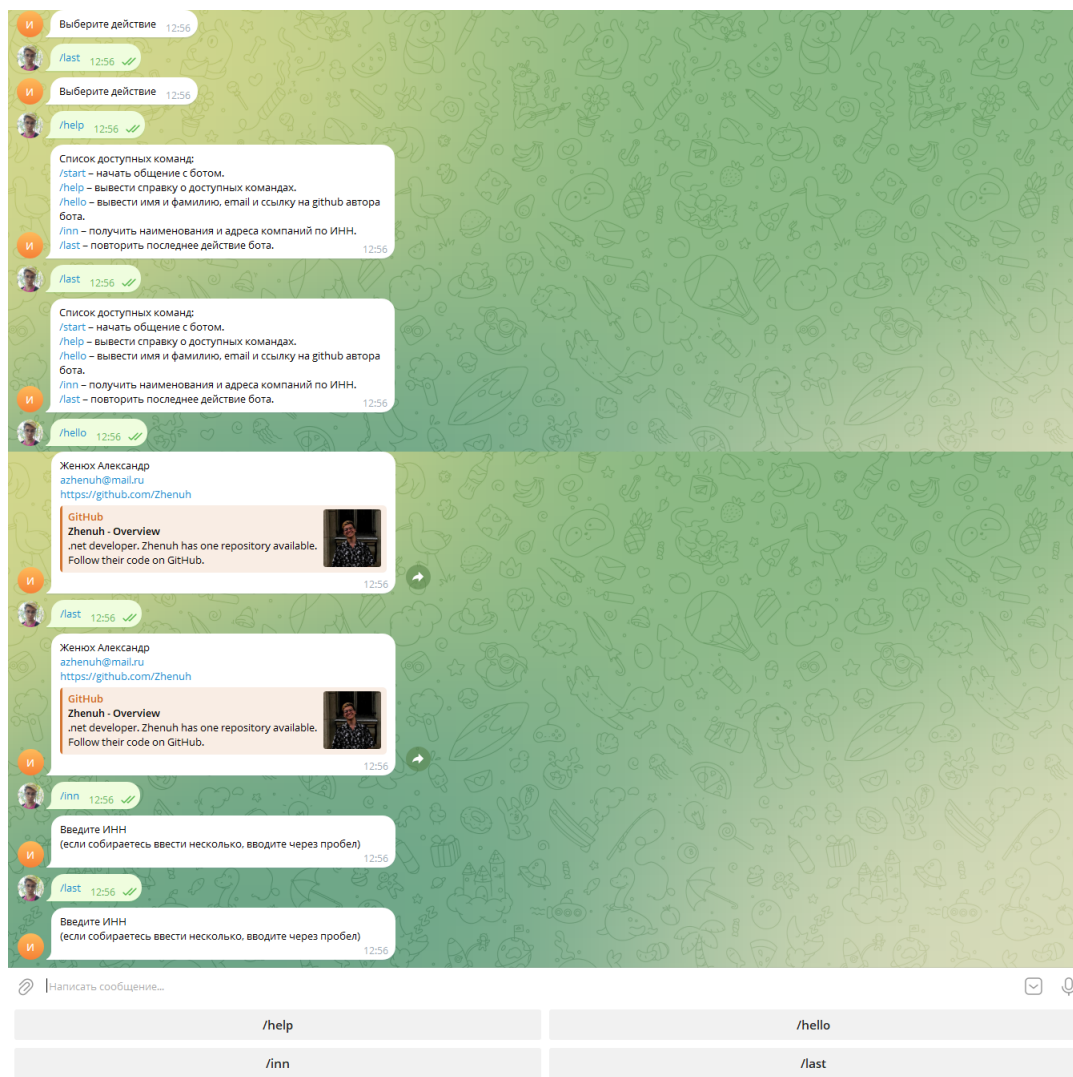 И
Выберите действие 12:56
/last 12:56
И
Выберите действие 12:56
/help 12:56
Список доступных команд:
/start – начать общение с ботом.
/help – вывести справку о доступных командах.
/hello – вывести имя и фамилию, email и ссылку на github автора
бота.
/inn – получить наименования и адреса компаний по ИНН.
/last – повторить последнее действие бота.
12:56
И
/last 12:56
Список доступных команд:
/start – начать общение с ботом.
/help – вывести справку о доступных командах.
/hello – вывести имя и фамилию, email и ссылку на github автора
бота.
/inn – получить наименования и адреса компаний по ИНН.
/last – повторить последнее действие бота.
12:56
И
/hello 12:56
Женюх Александр
azhenuh@mail.ru
https://github.com/Zhenuh
GitHub
Zhenuh - Overview
.net developer. Zhenuh has one repository available.
Follow their code on GitHub.
12:56
И
/last 12:56
Женюх Александр
azhenuh@mail.ru
https://github.com/Zhenuh
GitHub
Zhenuh - Overview
.net developer. Zhenuh has one repository available.
Follow their code on GitHub.
12:56
И
/inn 12:56
Введите ИНН
(если собираетесь ввести несколько, вводите через пробел)
12:56
И
/last 12:56
Введите ИНН
(если собираетесь ввести несколько, вводите через пробел)
12:56
И
Написать сообщение...
/help
/hello
/inn
/last